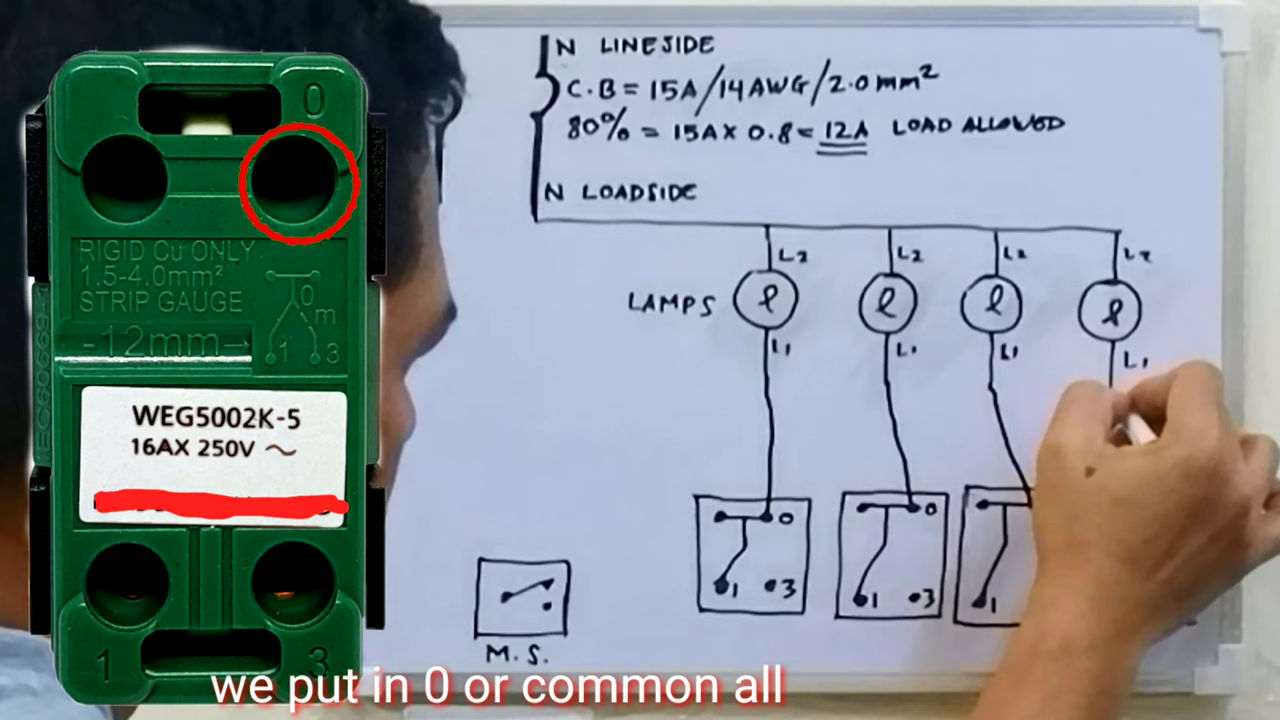 0
RIGID Cu ONLY
1.5-4.0mm²
STRIP GAUGE
-12mm→
0
m
1 3
IEC60669-1
WEG5002K-5
16AX 250V ~
1 3
N LINESIDE
C.B = 15A/14AWG/2.0mm²
80% = 15A X 0.8 = 12A LOAD ALLOWED
N LOADSIDE
L2 L2 L2 L2
LAMPS l l l l
L1 L1 L1 L1
0 0
1 3 1 3 1
M.S.
we put in 0 or common all